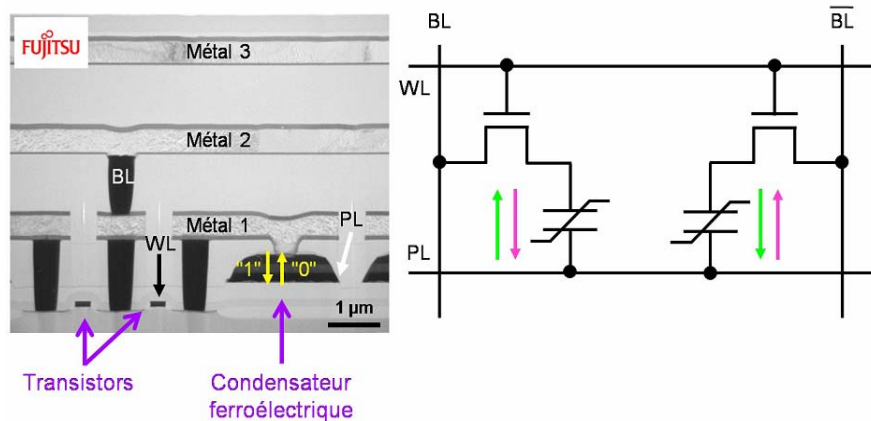 FUJITSU
Métal 3
Métal 2
BL
Métal 1
PL
WL
"1"
"0"
1 µm
Transistors
Condensateur
ferroélectrique
BL
BL
WL
PL